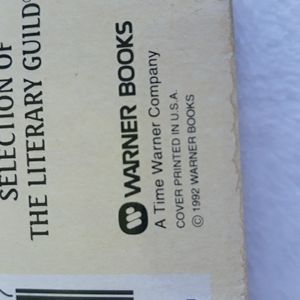 SELECTION OF
THE LITERARY GUILD®
WARNER BOOKS
A Time Warner Company
COVER PRINTED IN U.S.A.
© 1992 WARNER BOOKS